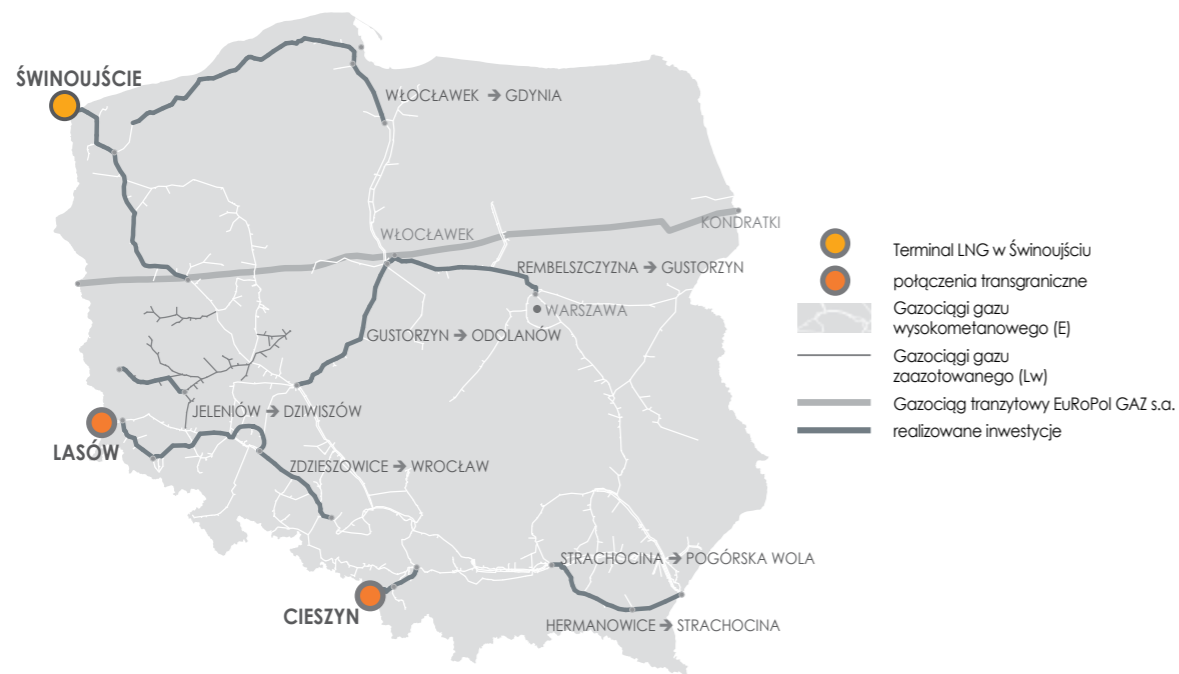 ŚWINOUJŚCIE
WŁOCŁAWEK → GDYNIA
WŁOCŁAWEK
KONDRATKI
REMBELSZCZYZNA → GUSTORZYN
WARSZAWA
GUSTORZYN → ODOLANÓW
JELENIÓW → DZIWISZÓW
LASÓW
ZDZIESZOWICE → WROCŁAW
STRACHOCINA → POGÓRSKA WOLA
CIESZYN
HERMANOWICE → STRACHOCINA
Terminal LNG w Świnoujściu
połączenia transgraniczne
Gazociągi gazu
wysokometanowego (E)
Gazociągi gazu
zaazotowanego (Lw)
Gazociąg tranzytowy EuRoPol GAZ s.a.
realizowane inwestycje